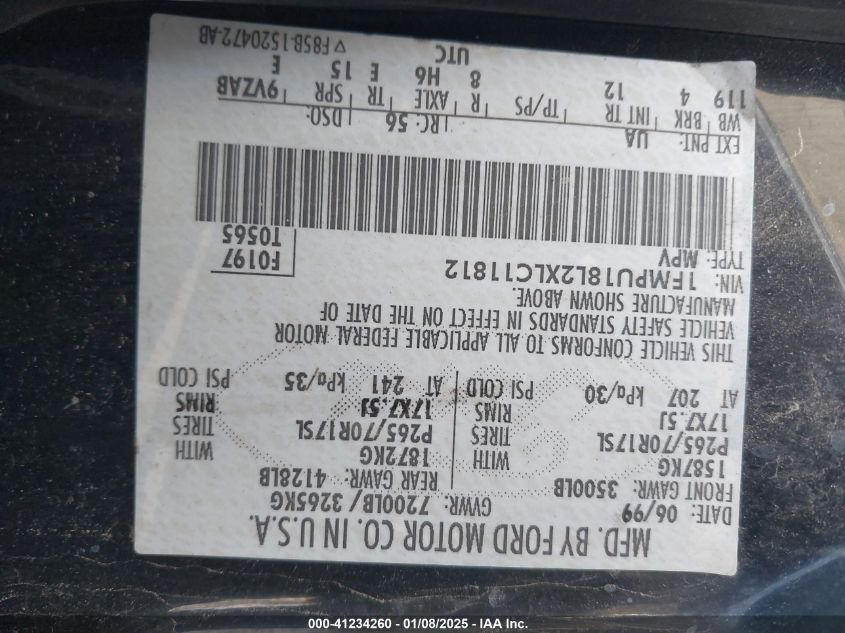 MFD. BY FORD MOTOR CO. IN U.S.A.
DATE: 06/99 GVWR: 7200LB/ 3265KG
FRONT GAWR: 3500LB REAR GAWR: 4128LB
1587KG WITH 1872KG WITH
P265/70R17SL TIRES P265/70R17SL TIRES
17X7.5J RIMS 17X7.5J RIMS
AT 207 kPa/30 PSI COLD AT 241 kPa/35 PSI COLD
THIS VEHICLE CONFORMS TO ALL APPLICABLE FEDERAL MOTOR
VEHICLE SAFETY STANDARDS IN EFFECT ON THE DATE OF
MANUFACTURE SHOWN ABOVE.
VIN: 1FMPU18L2XLC11812 F0197
TYPE: MPV T0565
EXT PNT: UA RC: 56 DSO:
WB BRK INT TR TP/PS R AXLE TR SPR 9VZAB
119 4 12 8 H6 E 15 E
UTC
▽ F85B-1520472-AB
000-41234260 - 01/08/2025 - IAA Inc.